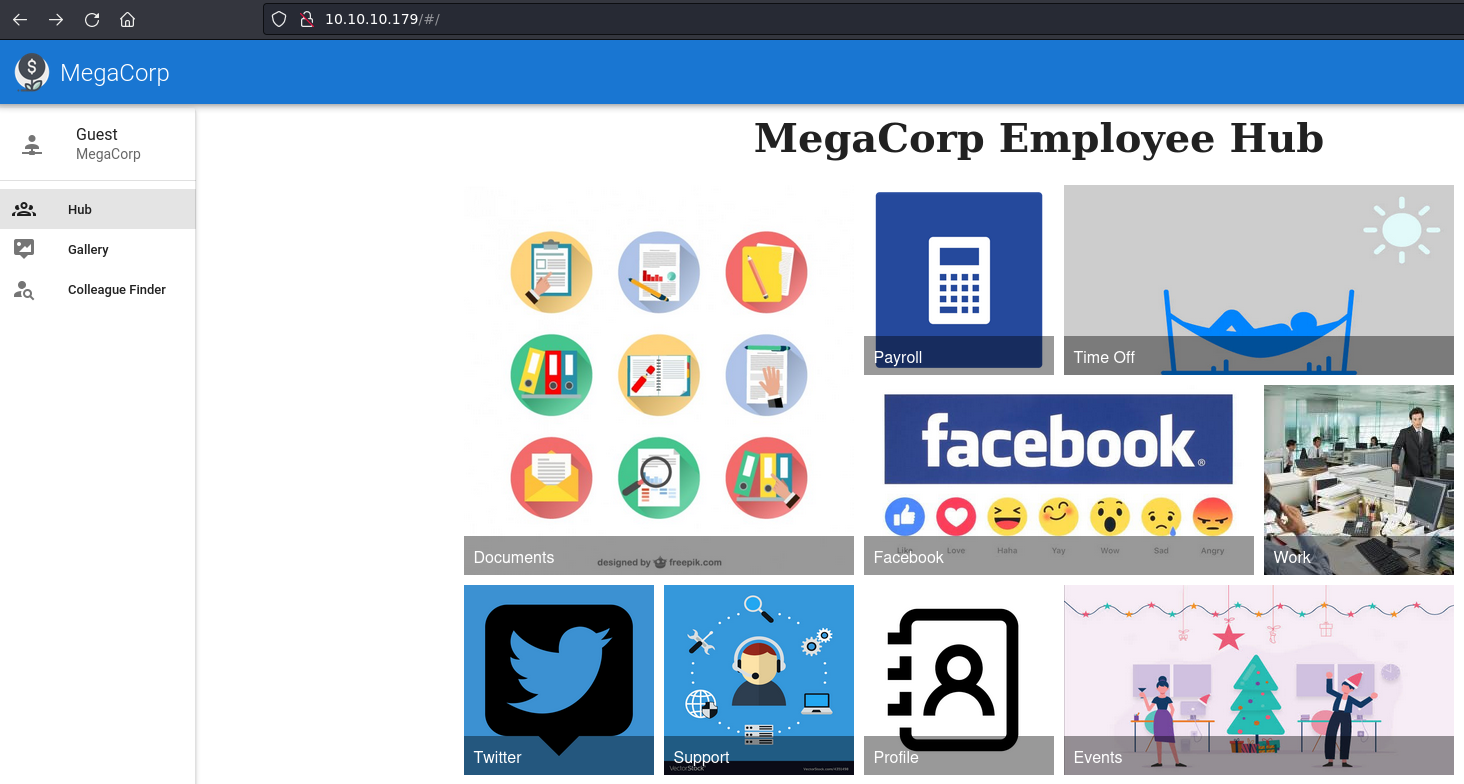 10.10.10.179/#/
MegaCorp
Guest
MegaCorp
Hub
Gallery
Colleague Finder
MegaCorp Employee Hub
Payroll
Time Off
facebook®
Like Love Haha Yay Wow Sad Angry
Documents
designed by freepik.com
Facebook
Work
Twitter
Support
VectorStock
Profile
Events